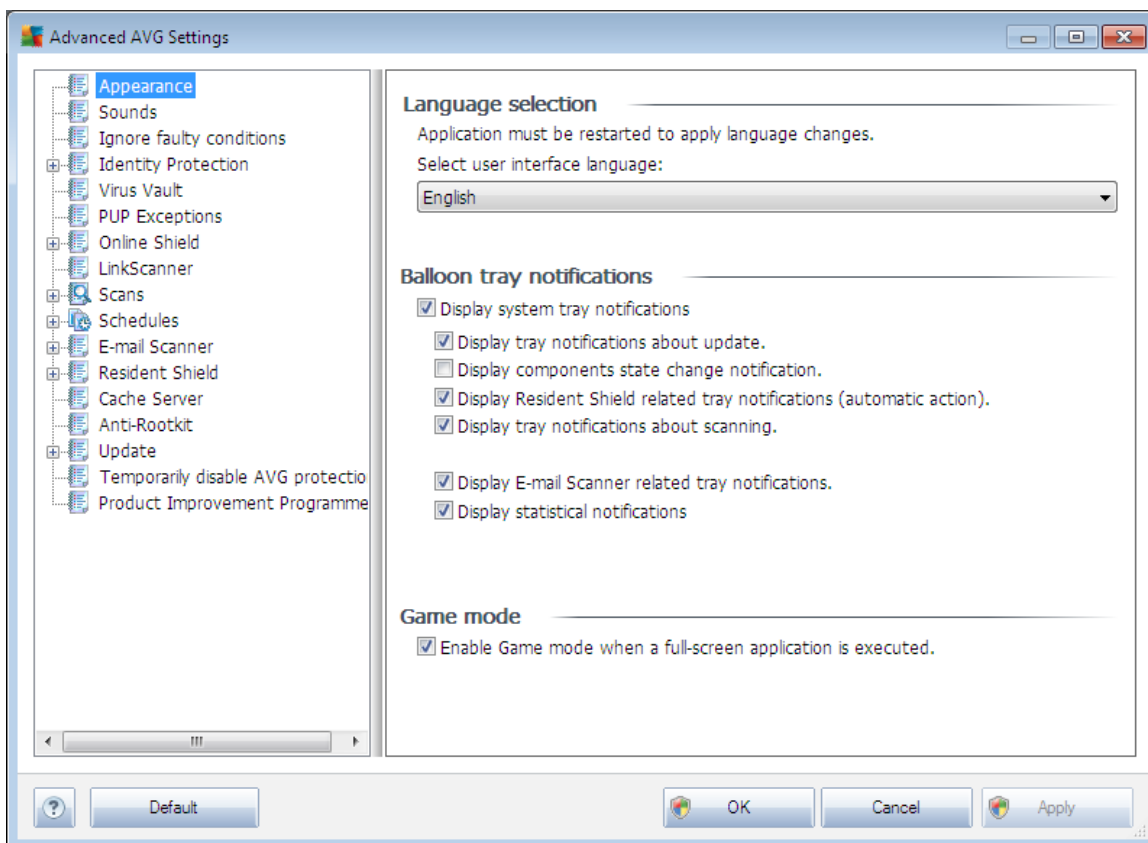 Advanced AVG Settings
Appearance
Sounds
Ignore faulty conditions
Identity Protection
Virus Vault
PUP Exceptions
Online Shield
LinkScanner
Scans
Schedules
E-mail Scanner
Resident Shield
Cache Server
Anti-Rootkit
Update
Temporarily disable AVG protectio
Product Improvement Programme
Language selection
Application must be restarted to apply language changes.
Select user interface language:
English
Balloon tray notifications
Display system tray notifications
Display tray notifications about update.
Display components state change notification.
Display Resident Shield related tray notifications (automatic action).
Display tray notifications about scanning.
Display E-mail Scanner related tray notifications.
Display statistical notifications
Game mode
Enable Game mode when a full-screen application is executed.
?
Default
OK
Cancel
Apply